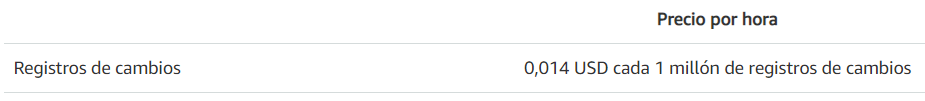 Precio por hora
Registros de cambios 0,014 USD cada 1 millón de registros de cambios